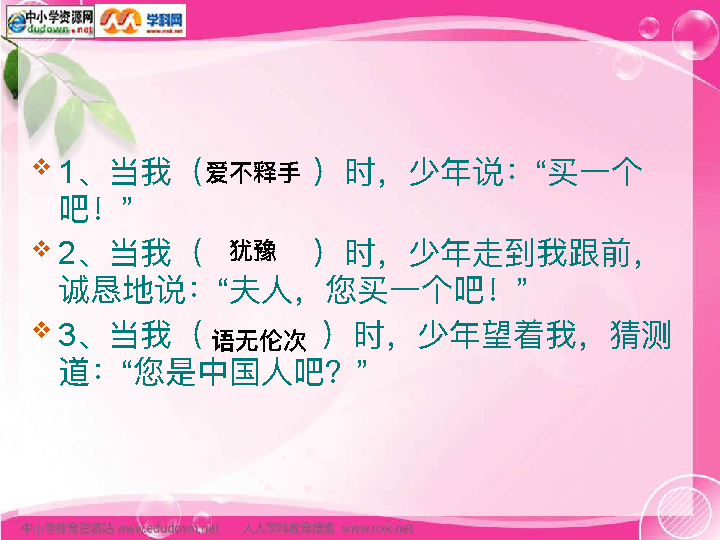 中小学资源网
dudown.net
学科网
www.nxk.net
1、当我（爱不释手）时，少年说：“买一个
吧！”
2、当我（ 犹豫 ）时，少年走到我跟前，
诚恳地说：“夫人，您买一个吧！”
3、当我（语无伦次）时，少年望着我，猜测
道：“您是中国人吧？”
中小学教育资源站 www.edudown.net 人人学科教育搜索 www.nxk.net